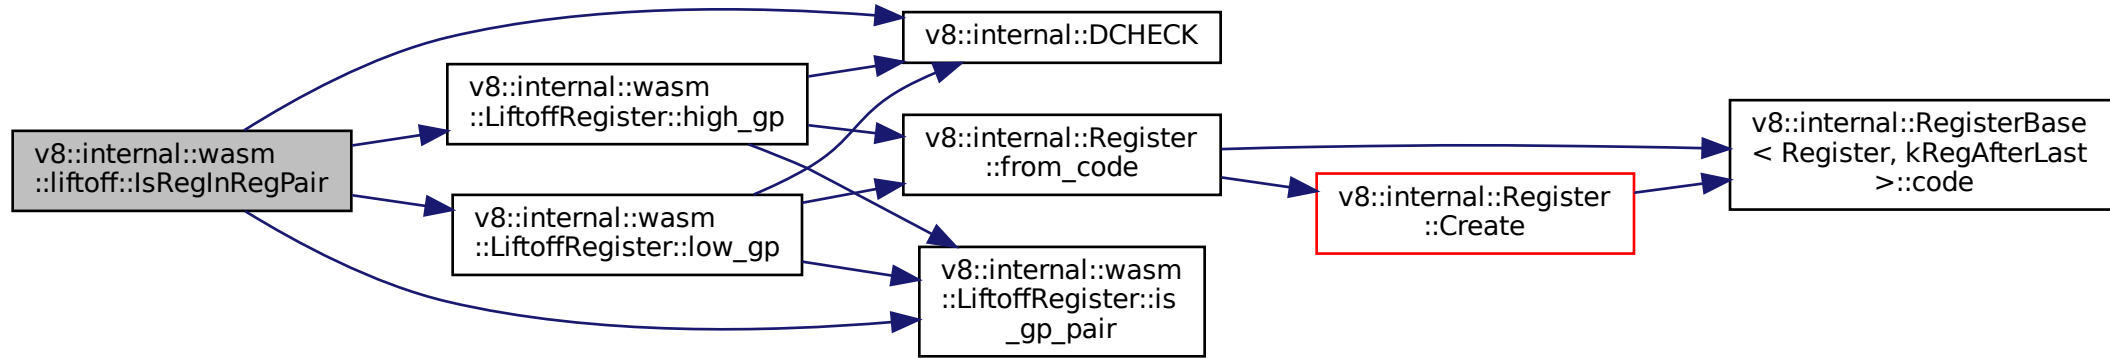 v8::internal::wasm
::liftoff::IsRegInRegPair
v8::internal::wasm
::LiftoffRegister::high_gp
v8::internal::wasm
::LiftoffRegister::low_gp
v8::internal::DCHECK
v8::internal::Register
::from_code
v8::internal::wasm
::LiftoffRegister::is
_gp_pair
v8::internal::Register
::Create
v8::internal::RegisterBase
< Register, kRegAfterLast
>::code